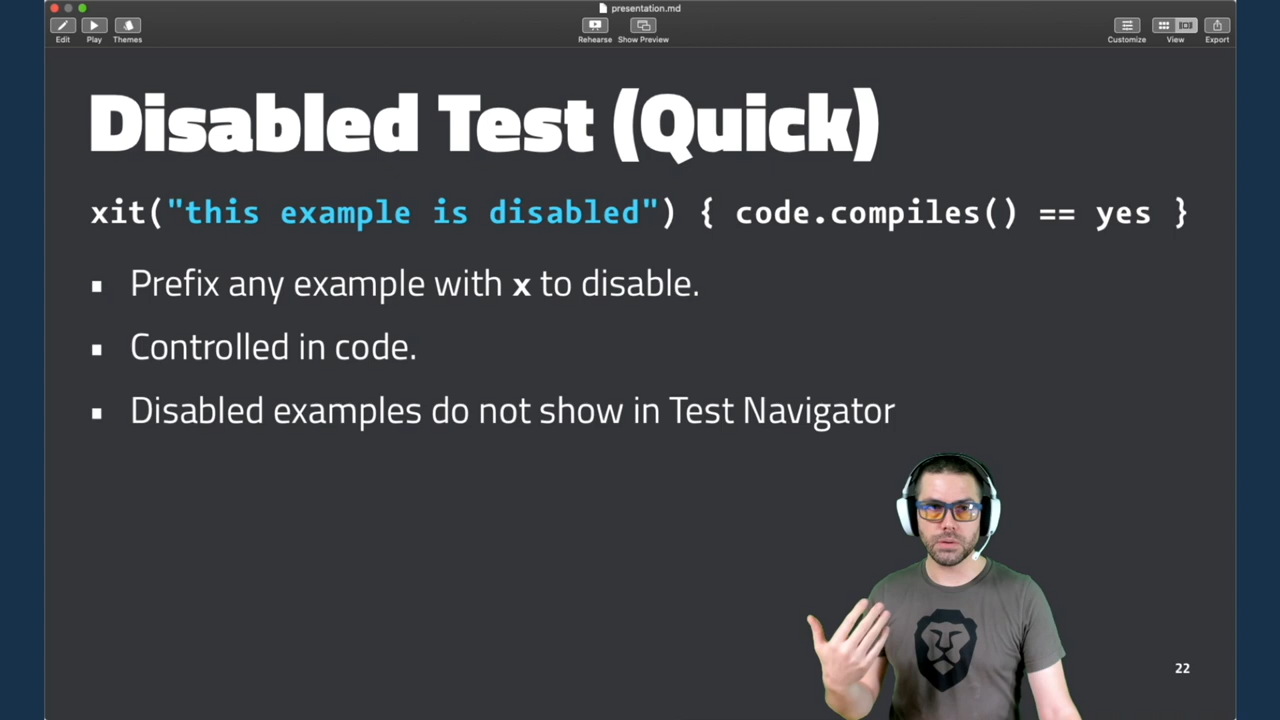 presentation.md
Edit
Play
Themes
Rehearse
Show Preview
Customize
View
Export
Disabled Test (Quick)
xit("this example is disabled") { code.compiles() == yes }
▪ Prefix any example with x to disable.
▪ Controlled in code.
▪ Disabled examples do not show in Test Navigator
22